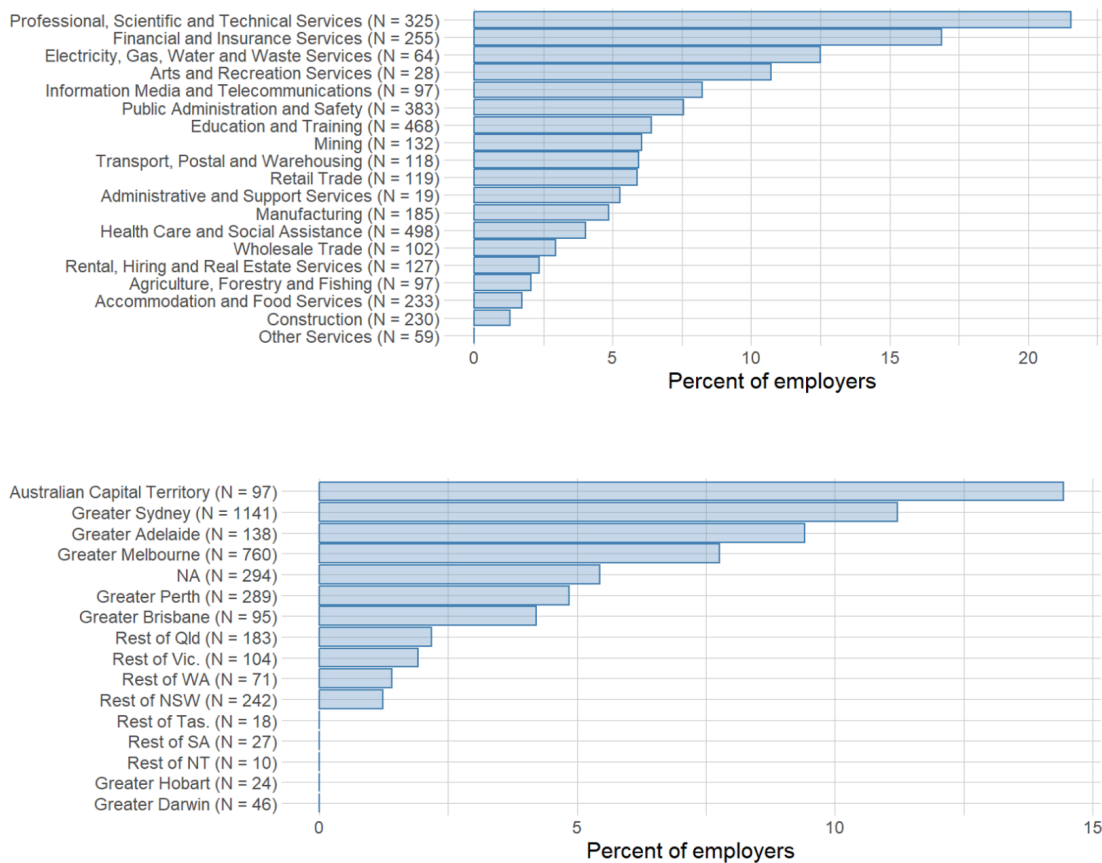 Professional, Scientific and Technical Services (N = 325)
Financial and Insurance Services (N = 255)
Electricity, Gas, Water and Waste Services (N = 64)
Arts and Recreation Services (N = 28)
Information Media and Telecommunications (N = 97)
Public Administration and Safety (N = 383)
Education and Training (N = 468)
Mining (N = 132)
Transport, Postal and Warehousing (N = 118)
Retail Trade (N = 119)
Administrative and Support Services (N = 19)
Manufacturing (N = 185)
Health Care and Social Assistance (N = 498)
Wholesale Trade (N = 102)
Rental, Hiring and Real Estate Services (N = 127)
Agriculture, Forestry and Fishing (N = 97)
Accommodation and Food Services (N = 233)
Construction (N = 230)
Other Services (N = 59)
0 5 10 15 20
Percent of employers
Australian Capital Territory (N = 97)
Greater Sydney (N = 1141)
Greater Adelaide (N = 138)
Greater Melbourne (N = 760)
NA (N = 294)
Greater Perth (N = 289)
Greater Brisbane (N = 95)
Rest of Qld (N = 183)
Rest of Vic. (N = 104)
Rest of WA (N = 71)
Rest of NSW (N = 242)
Rest of Tas. (N = 18)
Rest of SA (N = 27)
Rest of NT (N = 10)
Greater Hobart (N = 24)
Greater Darwin (N = 46)
0 5 10 15
Percent of employers